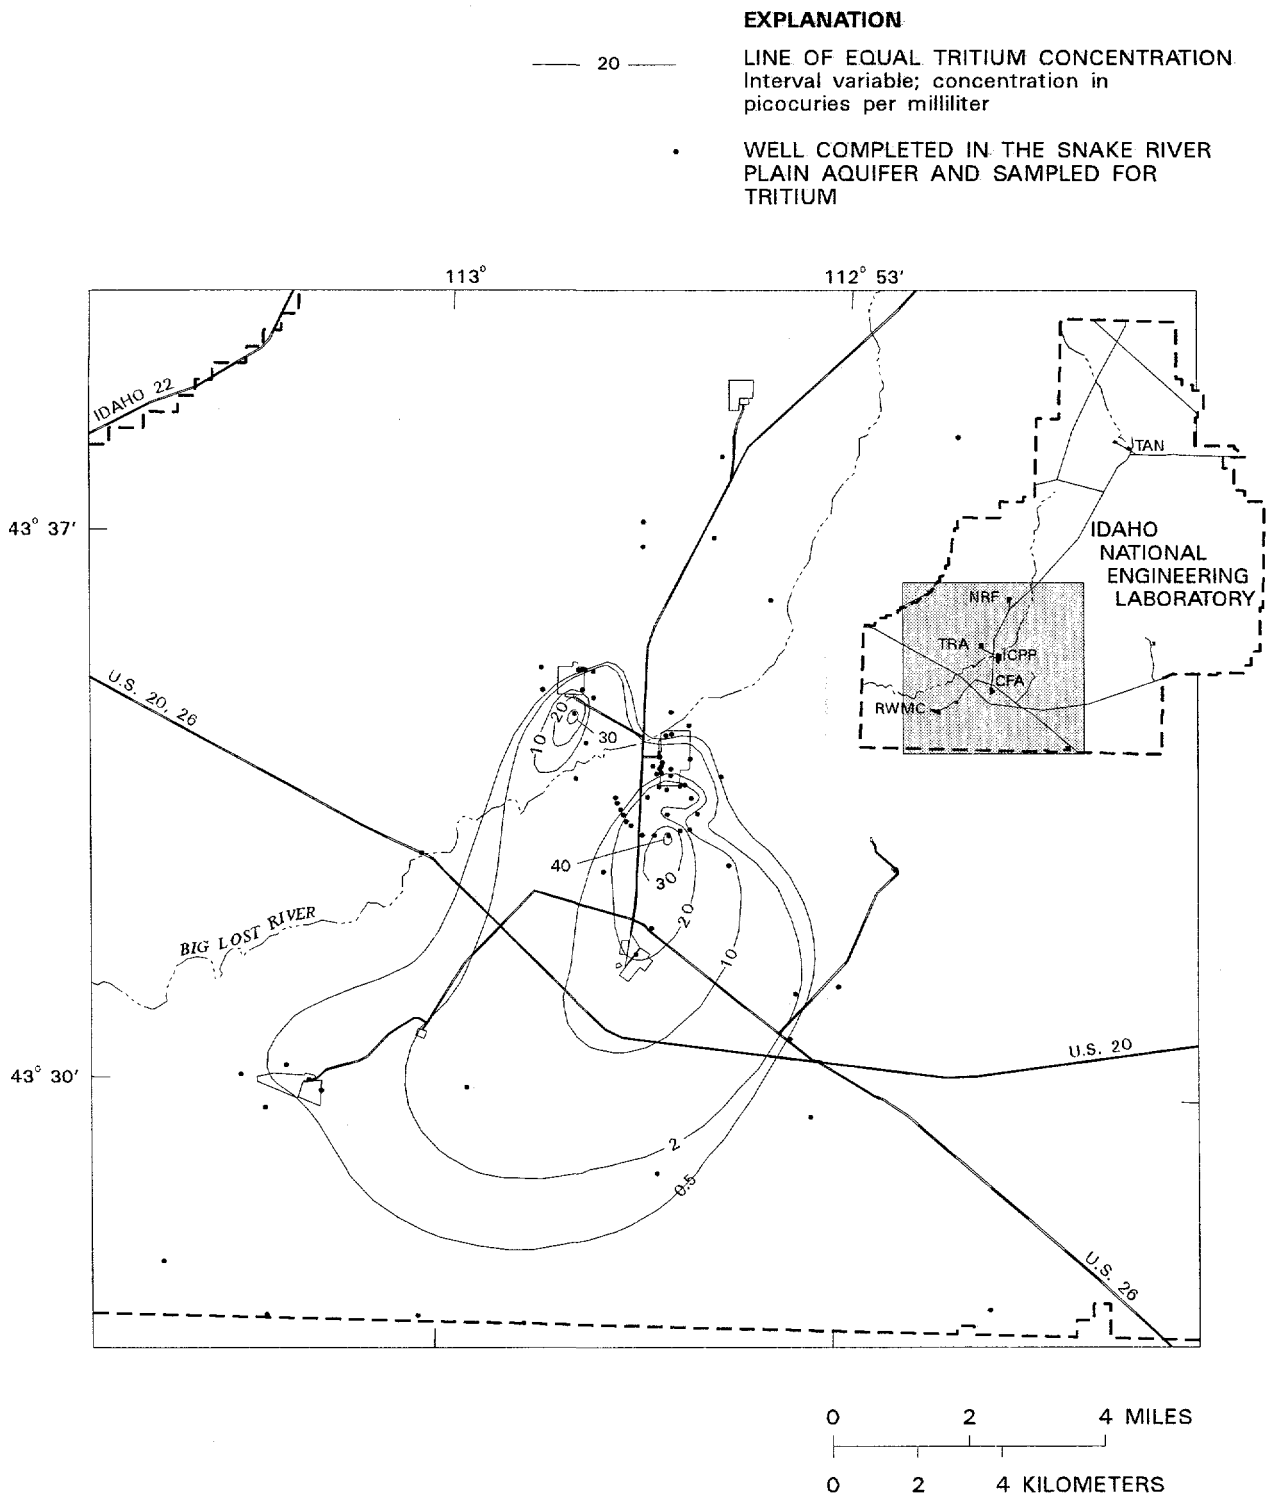 EXPLANATION
20
LINE OF EQUAL TRITIUM CONCENTRATION
Interval variable; concentration in
picocuries per milliliter
WELL COMPLETED IN THE SNAKE RIVER
PLAIN AQUIFER AND SAMPLED FOR
TRITIUM
113°
112° 53'
IDAHO 22
TAN
43° 37'
IDAHO
NATIONAL
ENGINEERING
LABORATORY
NRF
TRA
ICPP
CFA
RWMC
U.S. 20, 26
20
30
10
40
30
20
10
BIG LOST RIVER
43° 30'
U.S. 20
2
0.5
U.S. 26
0 2 4 MILES
0 2 4 KILOMETERS